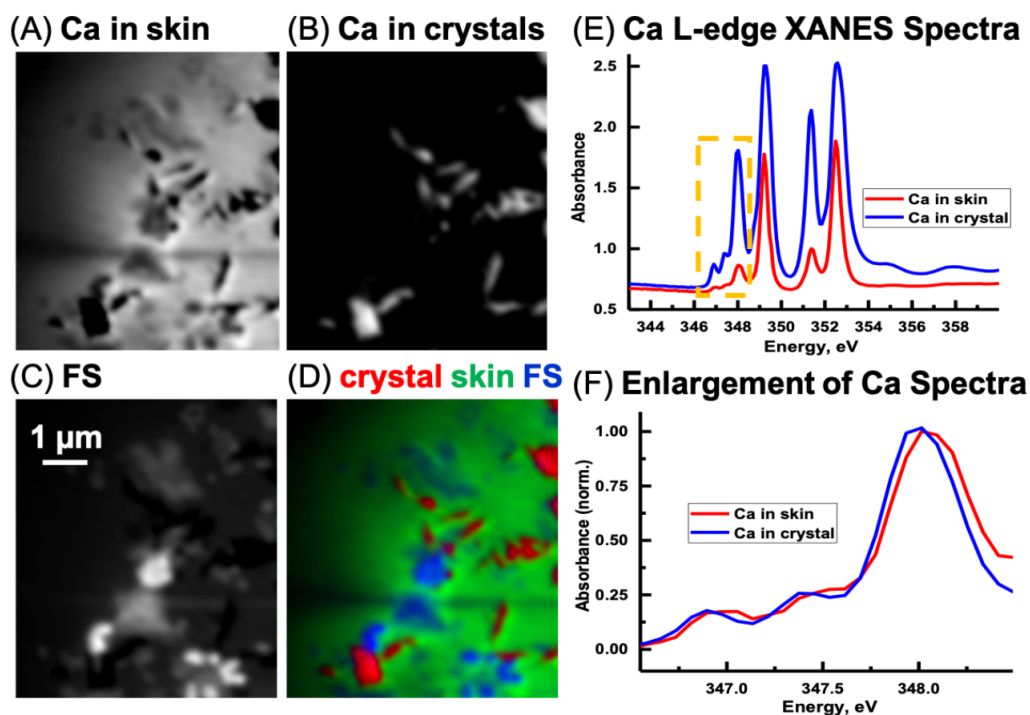 (A) Ca in skin
(B) Ca in crystals
(E) Ca L-edge XANES Spectra
2.5
2.0
1.5
1.0
0.5
Absorbance
Ca in skin
Ca in crystal
344 346 348 350 352 354 356 358
Energy, eV
(C) FS
1 µm
(D) crystal skin FS
(F) Enlargement of Ca Spectra
1.00
0.75
0.50
0.25
0.00
Absorbance (norm.)
Ca in skin
Ca in crystal
347.0 347.5 348.0
Energy, eV